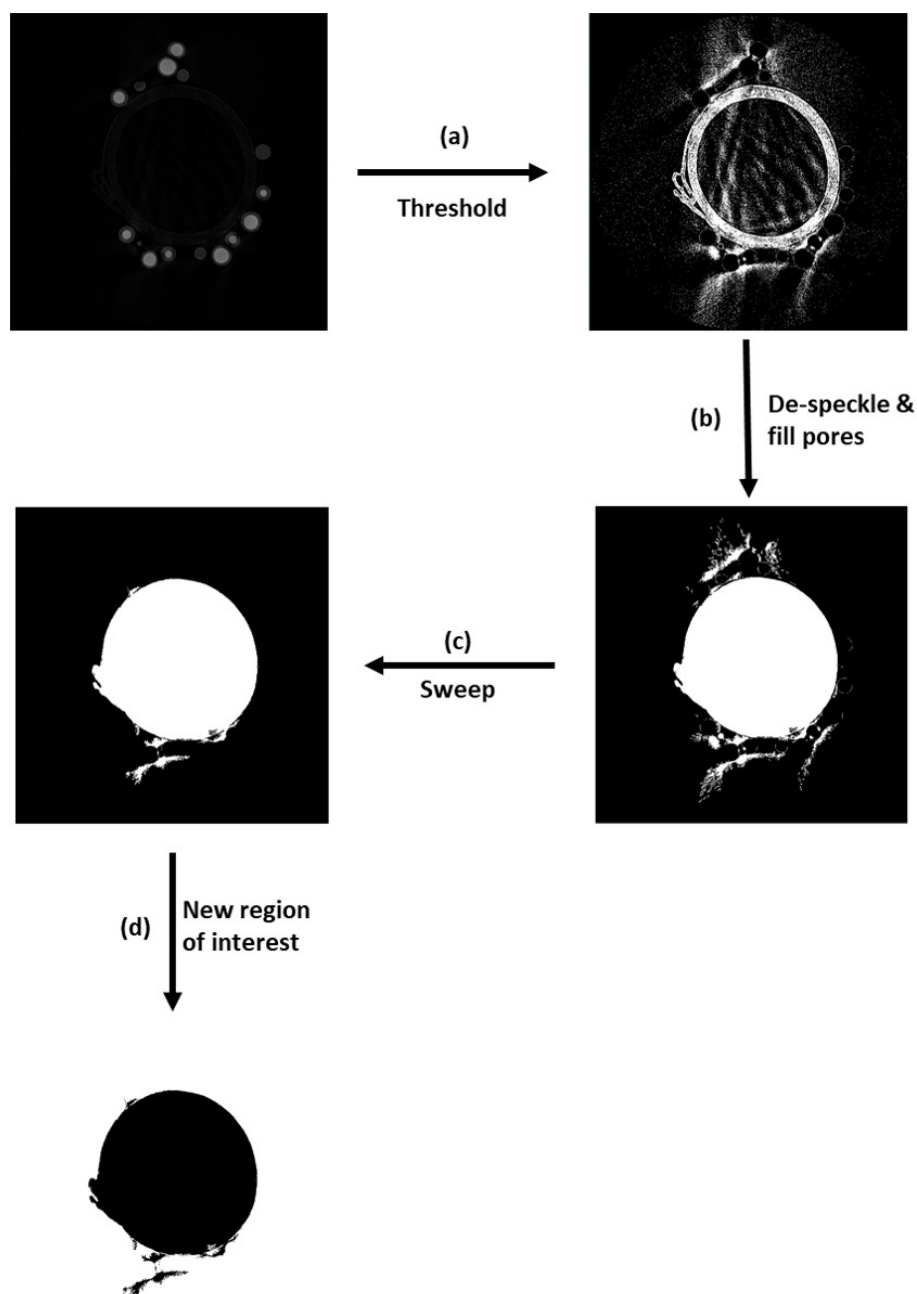 (a)
Threshold
(b)
De-speckle &
fill pores
(c)
Sweep
(d)
New region
of interest